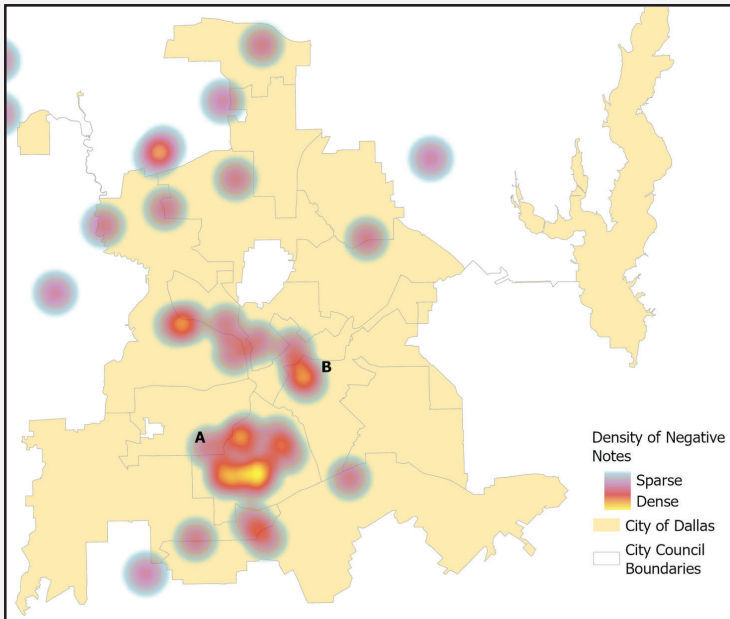 B
A
Density of Negative
Notes
Sparse
Dense
City of Dallas
City Council
Boundaries